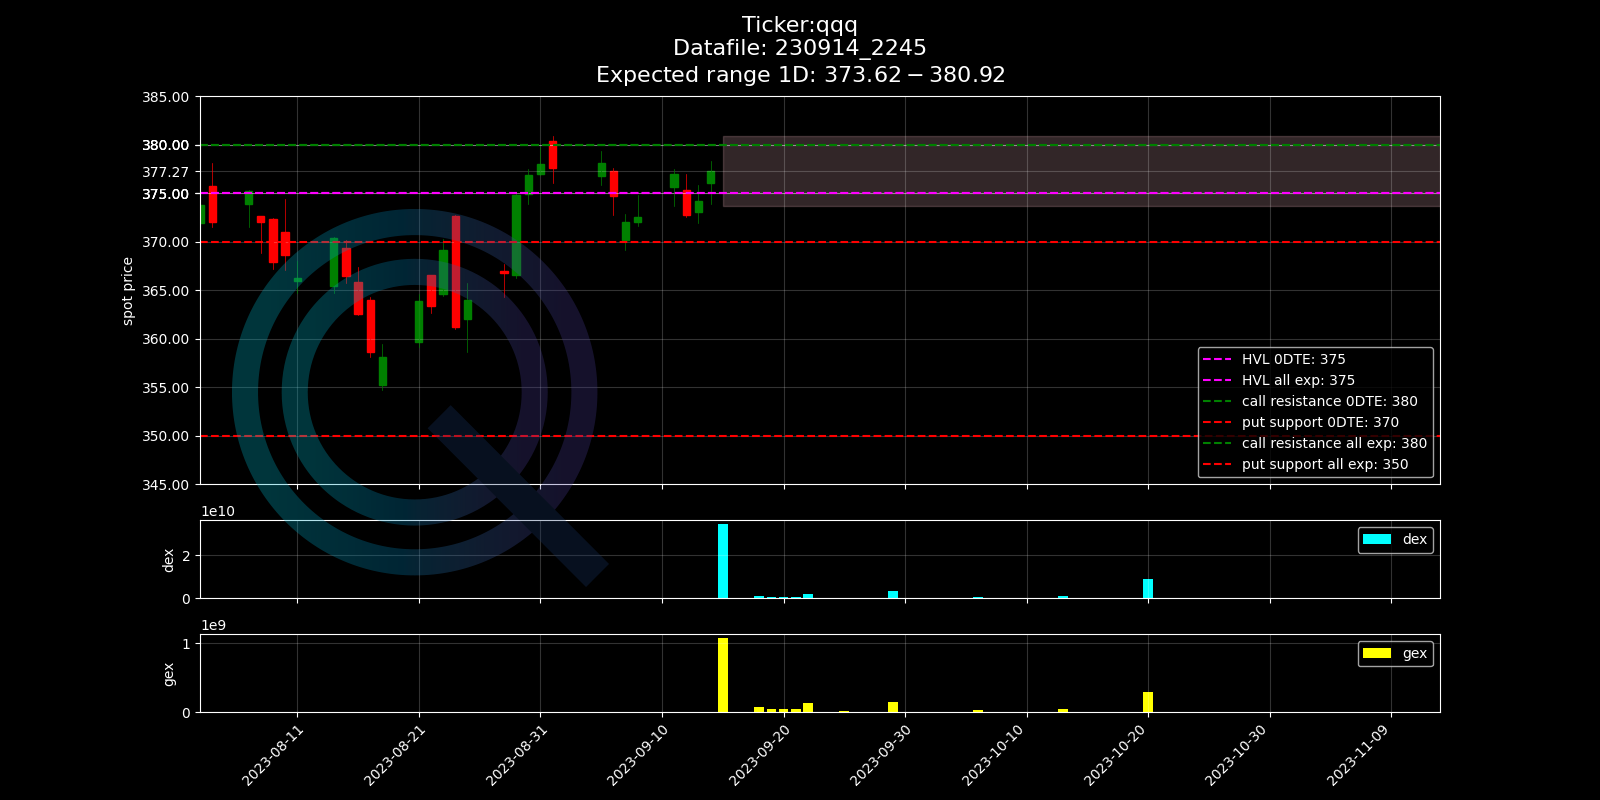 Ticker:qqq
Datafile: 230914_2245
Expected range 1D: 373.62 − 380.92
385.00
380.00
377.27
375.00
370.00
365.00
360.00
355.00
350.00
345.00
spot price
HVL 0DTE: 375
HVL all exp: 375
call resistance 0DTE: 380
put support 0DTE: 370
call resistance all exp: 380
put support all exp: 350
1e10
2
0
dex
dex
1e9
1
0
gex
gex
2023-08-11
2023-08-21
2023-08-31
2023-09-10
2023-09-20
2023-09-30
2023-10-10
2023-10-20
2023-10-30
2023-11-09